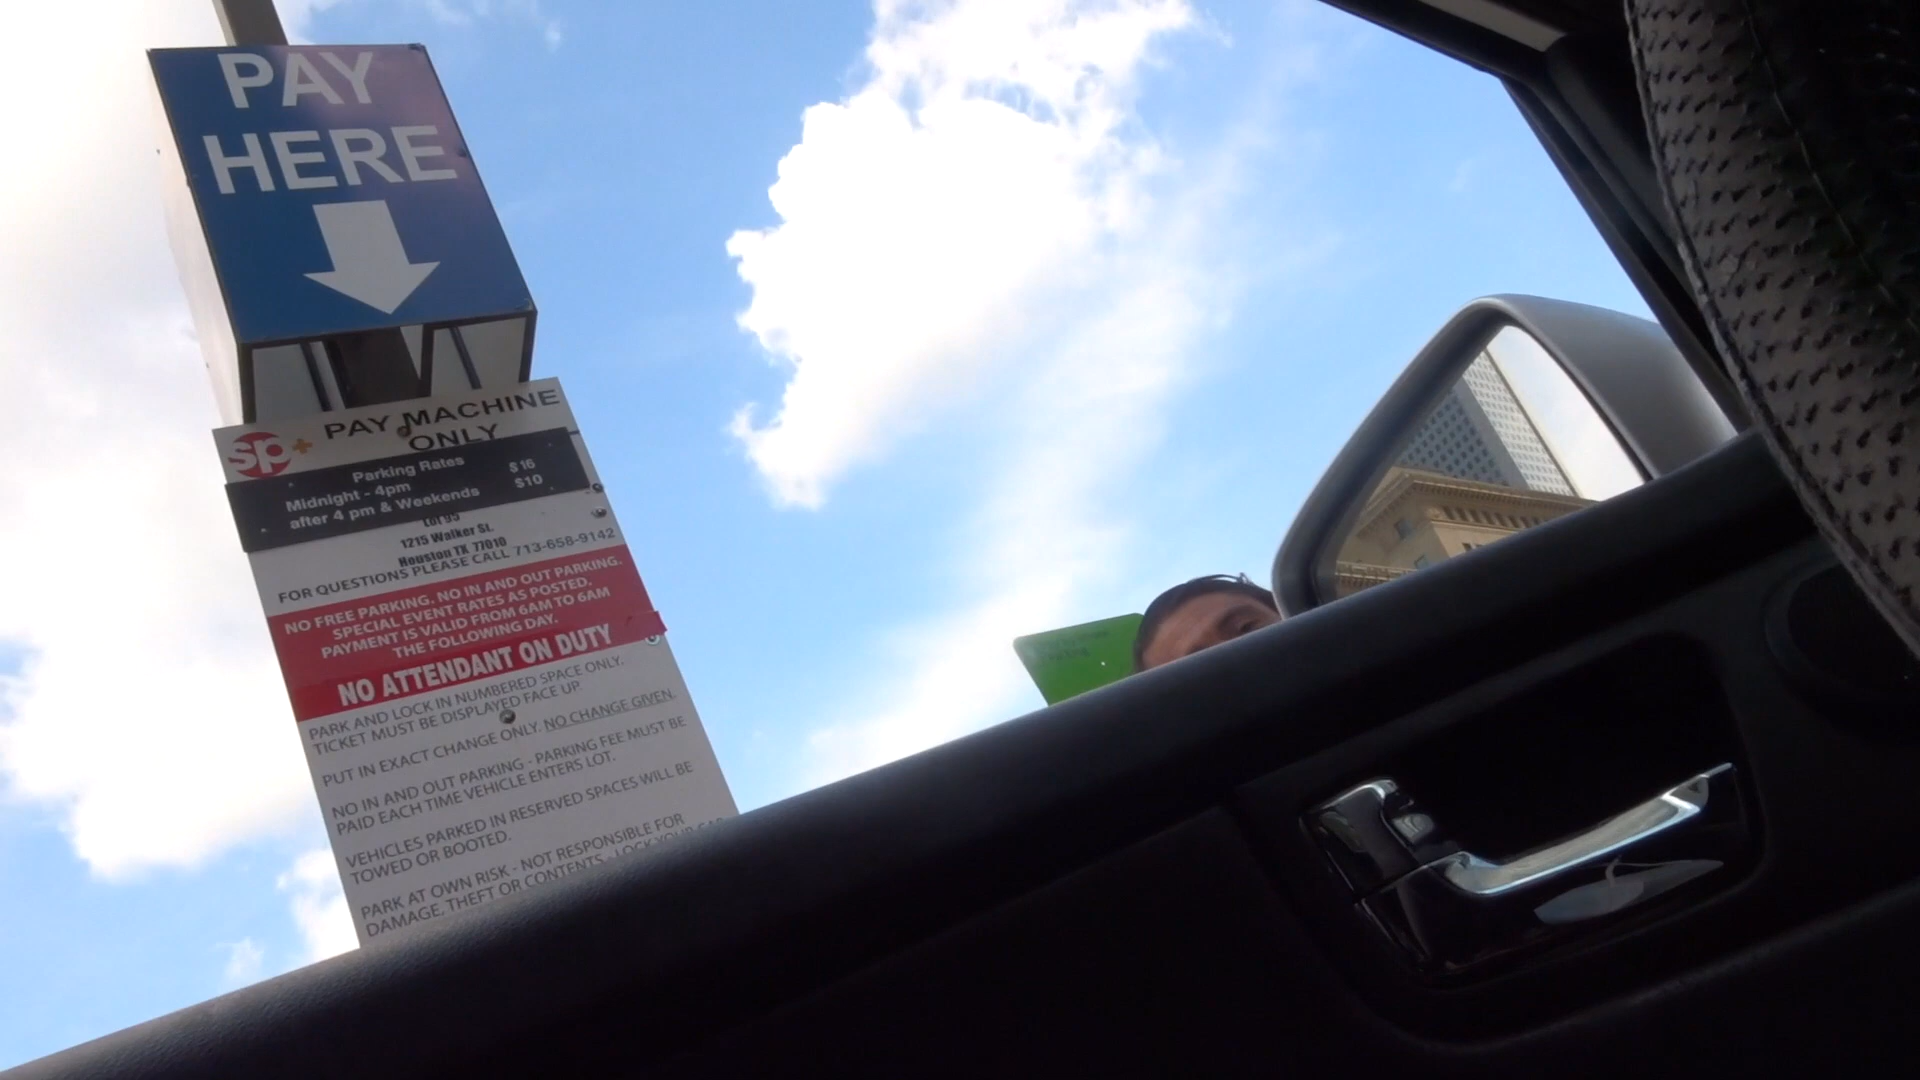 PAY
HERE
sp+
PAY MACHINE
ONLY
Parking Rates
Midnight - 4pm $16
after 4 pm & Weekends $10
Lot 95
1215 Walker St.
Houston TX 77010
FOR QUESTIONS PLEASE CALL 713-658-9142
NO FREE PARKING. NO IN AND OUT PARKING.
SPECIAL EVENT RATES AS POSTED.
PAYMENT IS VALID FROM 6AM TO 6AM
THE FOLLOWING DAY.
NO ATTENDANT ON DUTY
PARK AND LOCK IN NUMBERED SPACE ONLY.
TICKET MUST BE DISPLAYED FACE UP.
PUT IN EXACT CHANGE ONLY. NO CHANGE GIVEN.
NO IN AND OUT PARKING - PARKING FEE MUST BE
PAID EACH TIME VEHICLE ENTERS LOT.
VEHICLES PARKED IN RESERVED SPACES WILL BE
TOWED OR BOOTED.
PARK AT OWN RISK - NOT RESPONSIBLE FOR
DAMAGE, THEFT OR CONTENTS - LOCK YOUR CAR